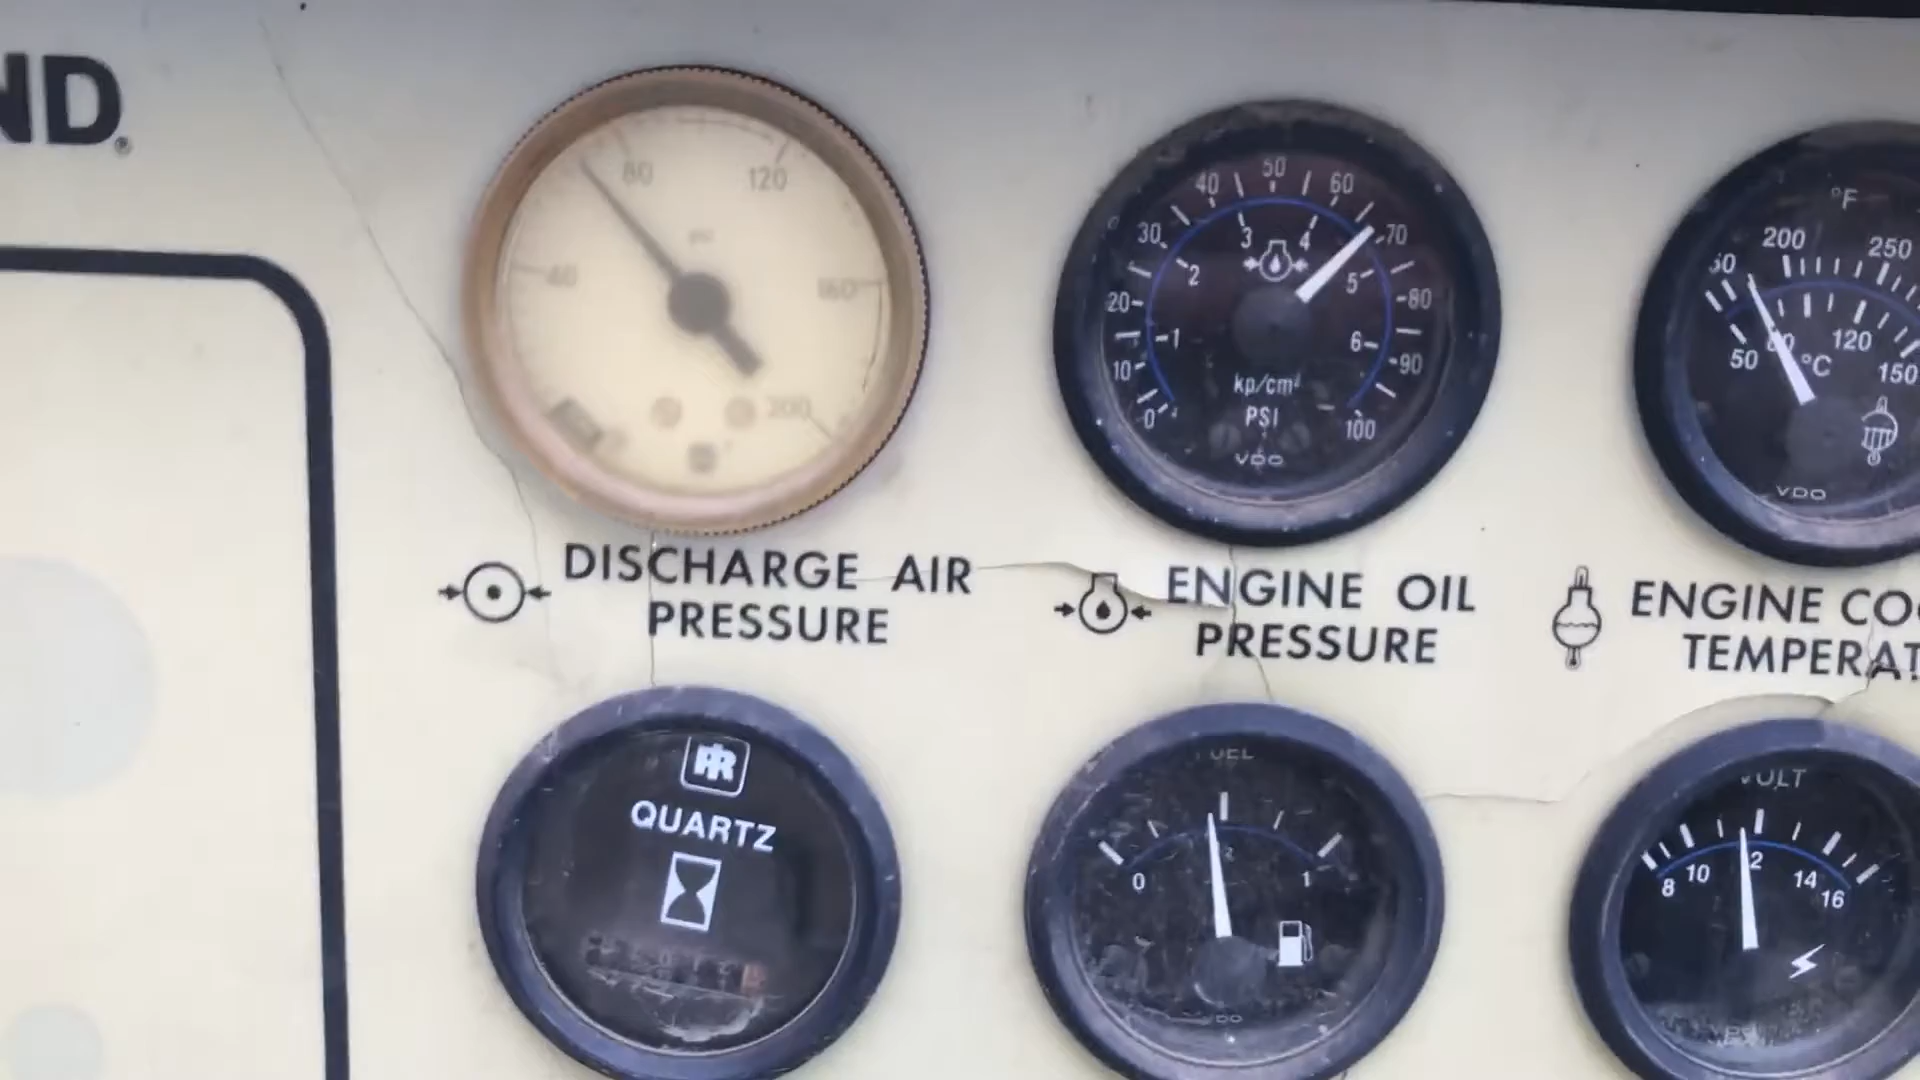 ND®
80 120
40 160
200
DISCHARGE AIR
PRESSURE
0 10 20 30 40 50 60 70 80 90 100
1 2 3 4 5 6
kp/cm²
PSI
VDO
ENGINE OIL
PRESSURE
°F
200 250
50 120 150
°C
VDO
ENGINE
QUARTZ
0 1
8 10 14 16
VOLT